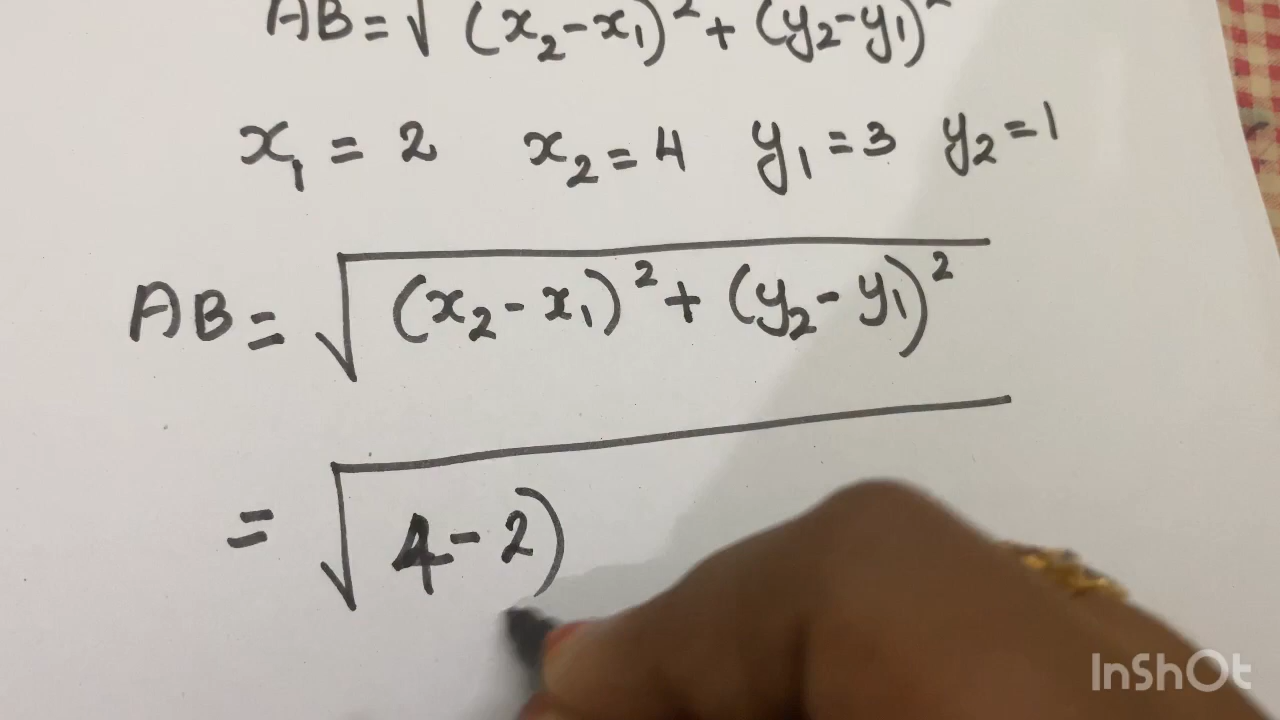 AB = √(x₂-x₁)²+(y₂-y₁)²
x₁ = 2 x₂ = 4 y₁ = 3 y₂ = 1
AB = √(x₂-x₁)²+(y₂-y₁)²
= √4-2)
InShOt